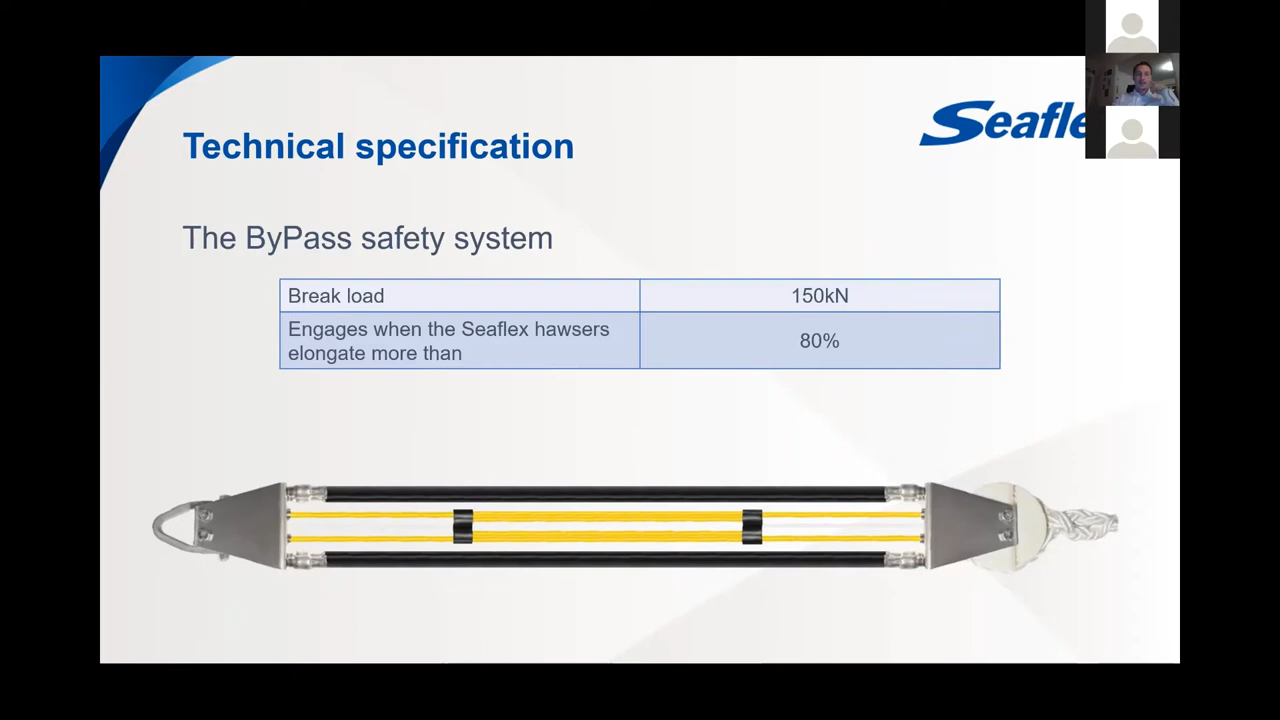 Seafle
Technical specification
The ByPass safety system
Break load
150kN
Engages when the Seaflex hawsers
elongate more than
80%